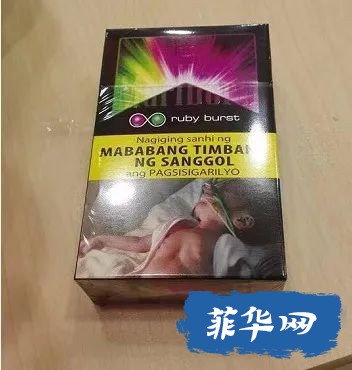 ruby burst
Nagiging sanhi ng
MABABANG TIMBANG
NG SANGGOL
ang PAGSISIGARILYO
菲华网